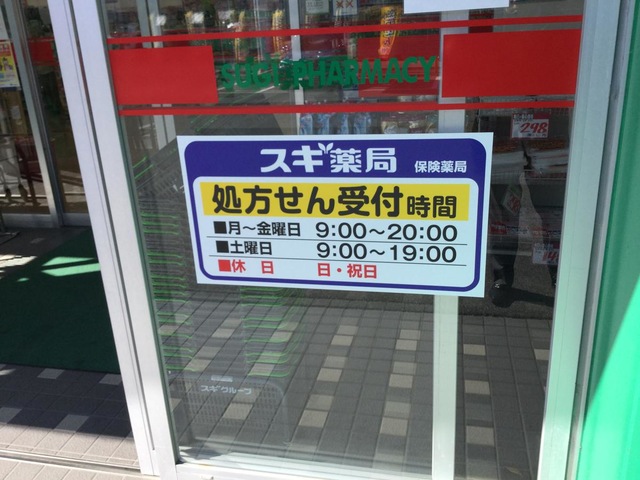 SUGI PHARMACY
298
スギ薬局 保険薬局
処方せん受付時間
■月～金曜日 9:00～20:00
■土曜日 9:00～19:00
■休 日 日・祝日
スギグループ